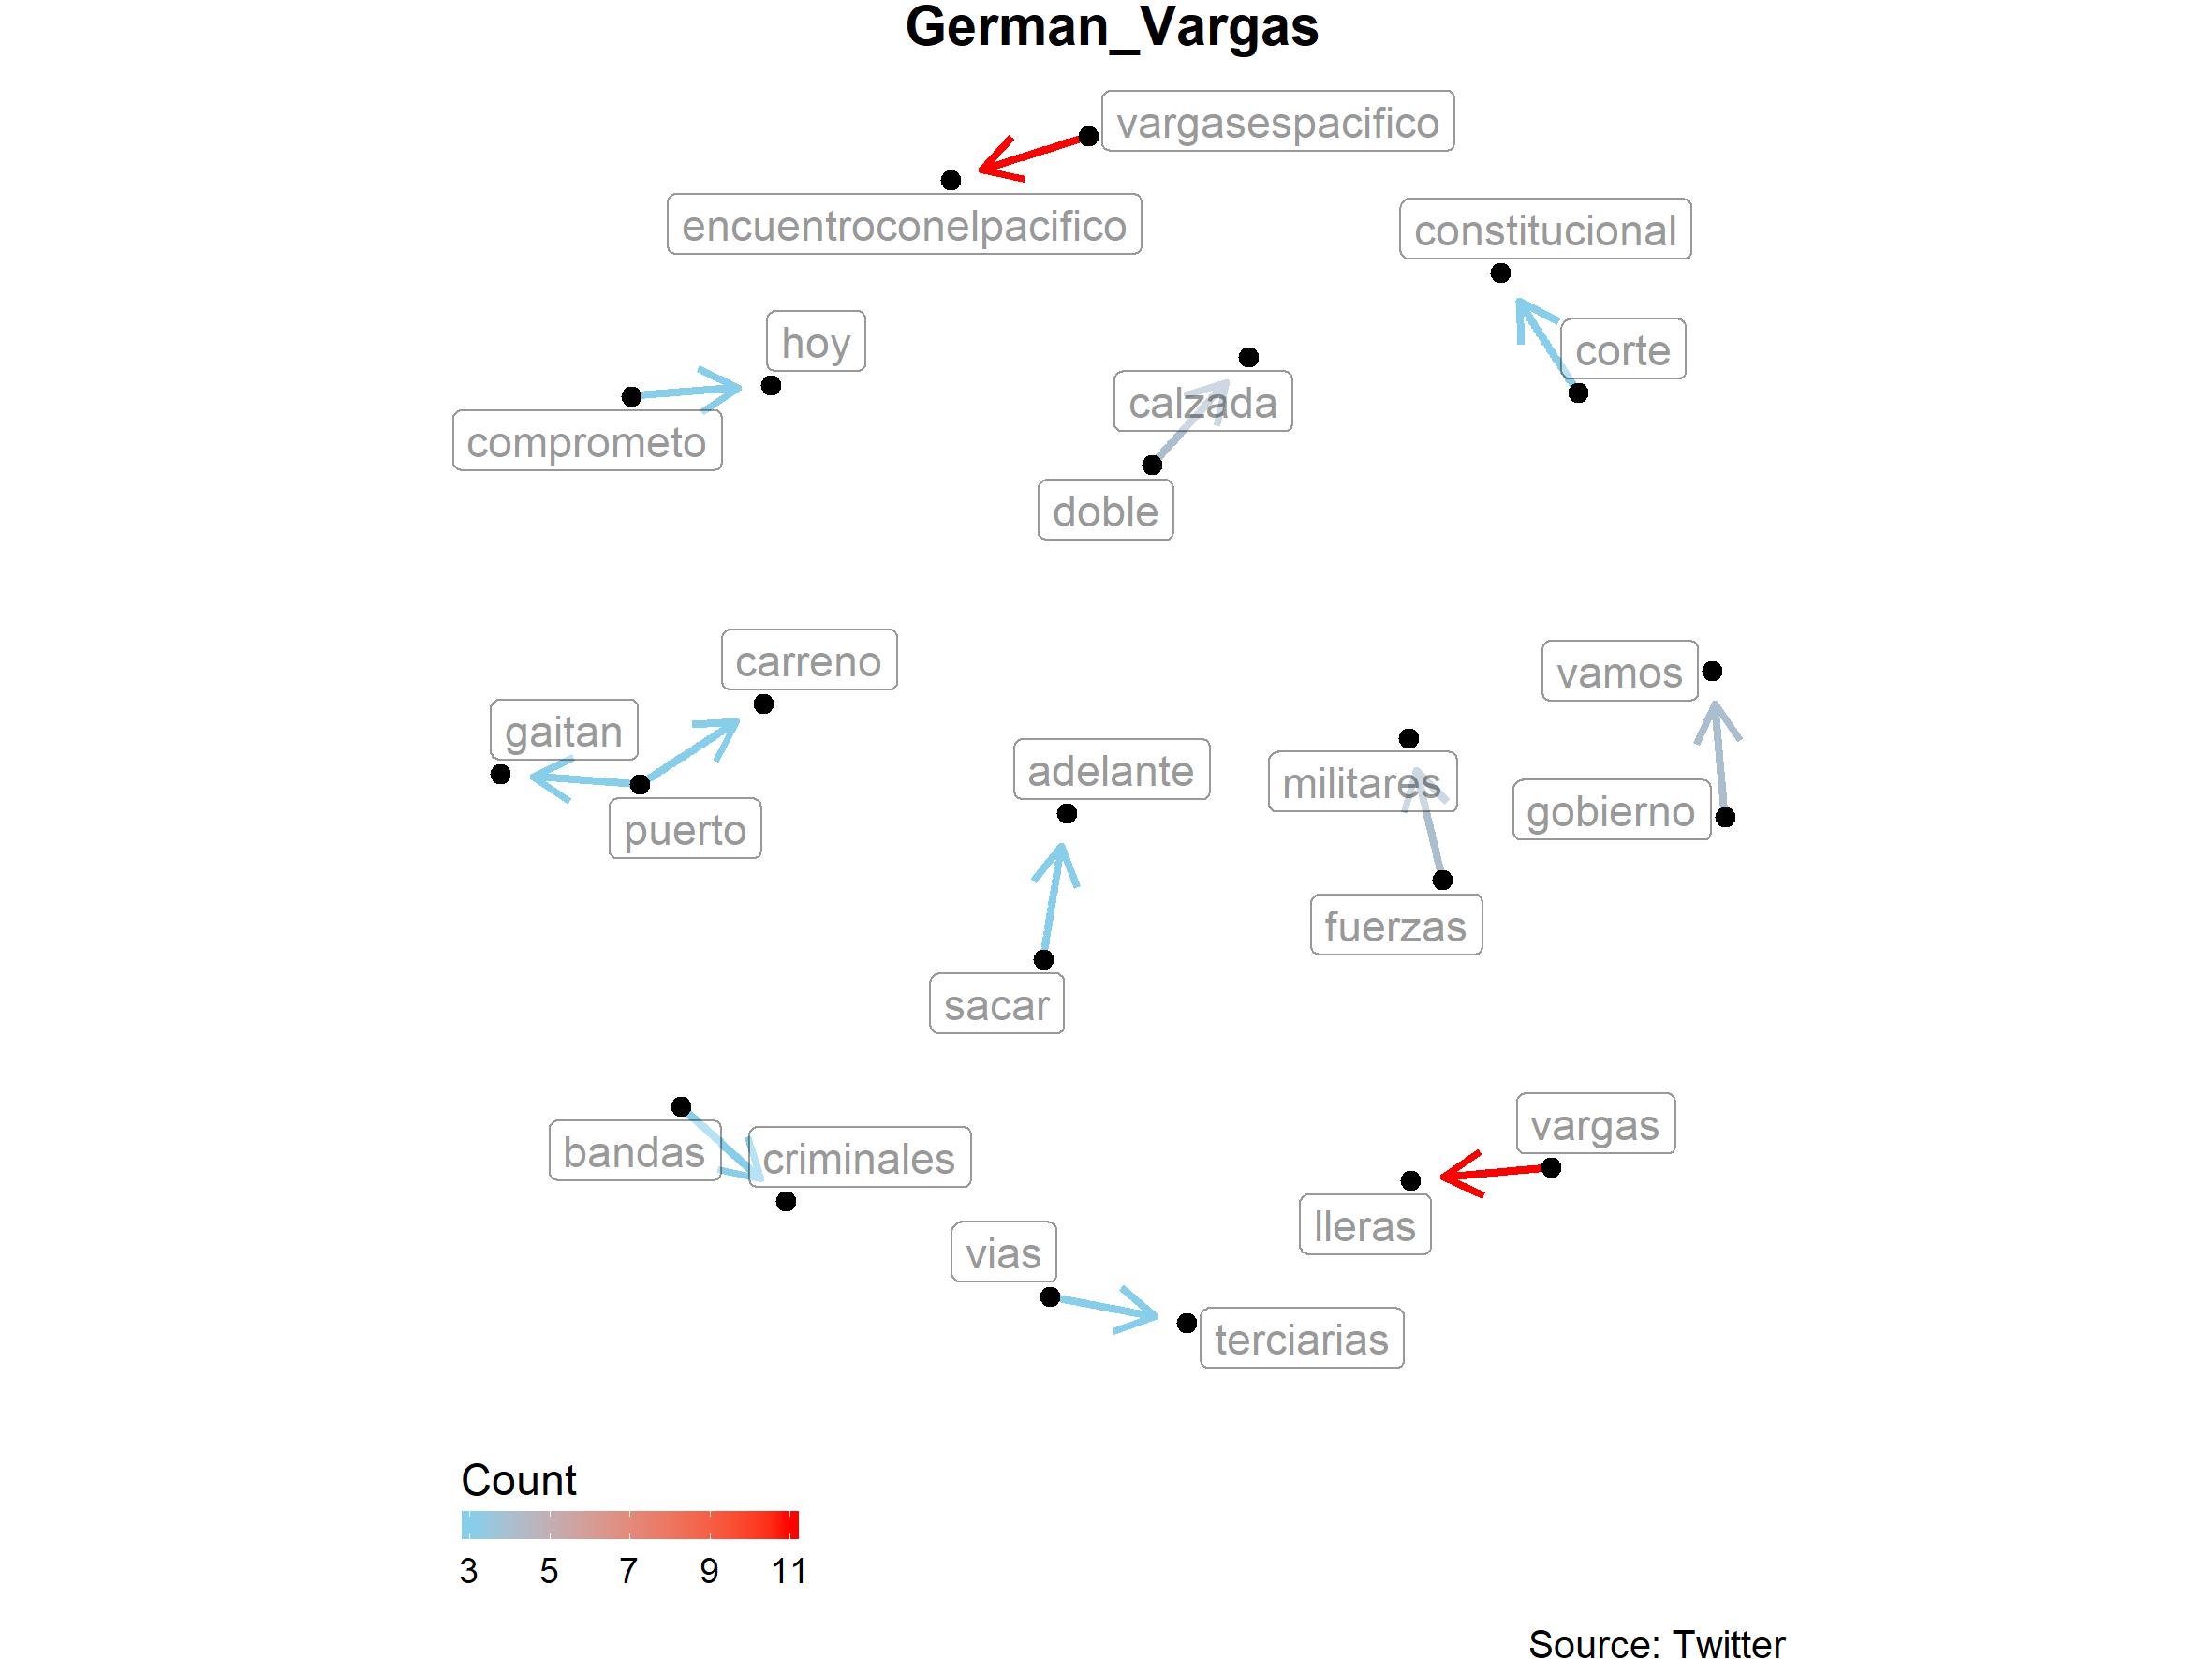 German_Vargas
vargasespacifico
encuentroconelpacifico
constitucional
hoy
corte
calzada
comprometo
doble
carreno
vamos
gaitan
adelante
militares
gobierno
puerto
fuerzas
sacar
vargas
bandas
criminales
lleras
vias
terciarias
Count
3 5 7 9 11
Source: Twitter